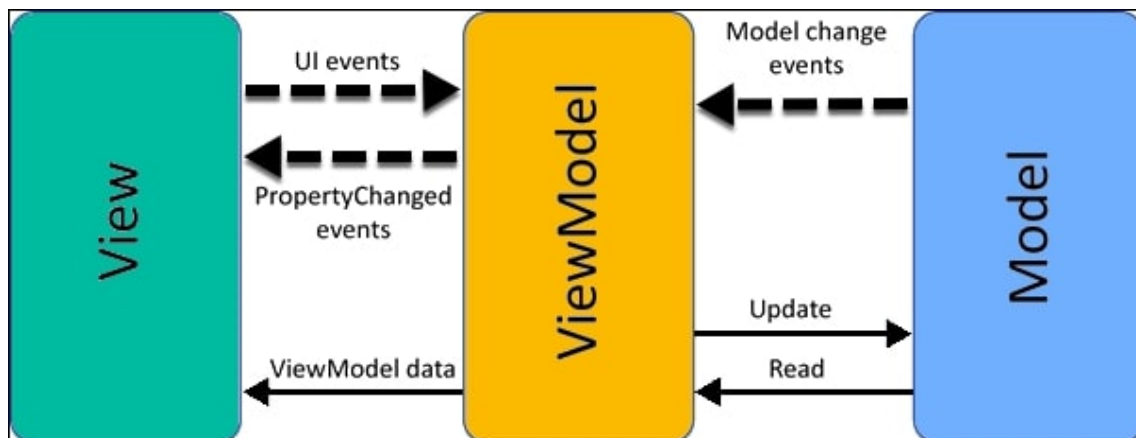 View
UI events
PropertyChanged
events
ViewModel data
ViewModel
Model change
events
Update
Read
Model